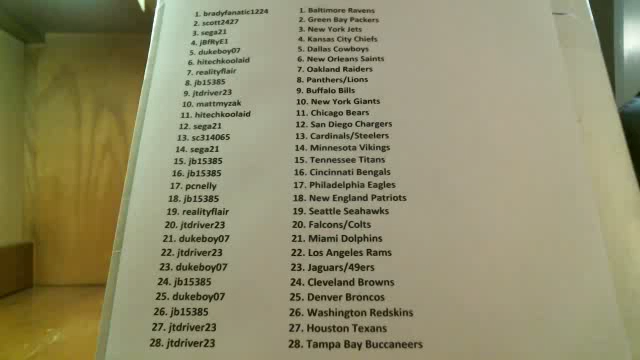 1. bradyfanatic1224 1. Baltimore Ravens
2. scott2427 2. Green Bay Packers
3. sega21 3. New York Jets
4. jBfRyE1 4. Kansas City Chiefs
5. dukeboy07 5. Dallas Cowboys
6. hitechkoolaid 6. New Orleans Saints
7. realityflair 7. Oakland Raiders
8. jb15385 8. Panthers/Lions
9. jtdriver23 9. Buffalo Bills
10. mattmyzak 10. New York Giants
11. hitechkoolaid 11. Chicago Bears
12. sega21 12. San Diego Chargers
13. sc314065 13. Cardinals/Steelers
14. sega21 14. Minnesota Vikings
15. jb15385 15. Tennessee Titans
16. jb15385 16. Cincinnati Bengals
17. pcnelly 17. Philadelphia Eagles
18. jb15385 18. New England Patriots
19. realityflair 19. Seattle Seahawks
20. jtdriver23 20. Falcons/Colts
21. dukeboy07 21. Miami Dolphins
22. jtdriver23 22. Los Angeles Rams
23. dukeboy07 23. Jaguars/49ers
24. jb15385 24. Cleveland Browns
25. dukeboy07 25. Denver Broncos
26. jb15385 26. Washington Redskins
27. jtdriver23 27. Houston Texans
28. jtdriver23 28. Tampa Bay Buccaneers